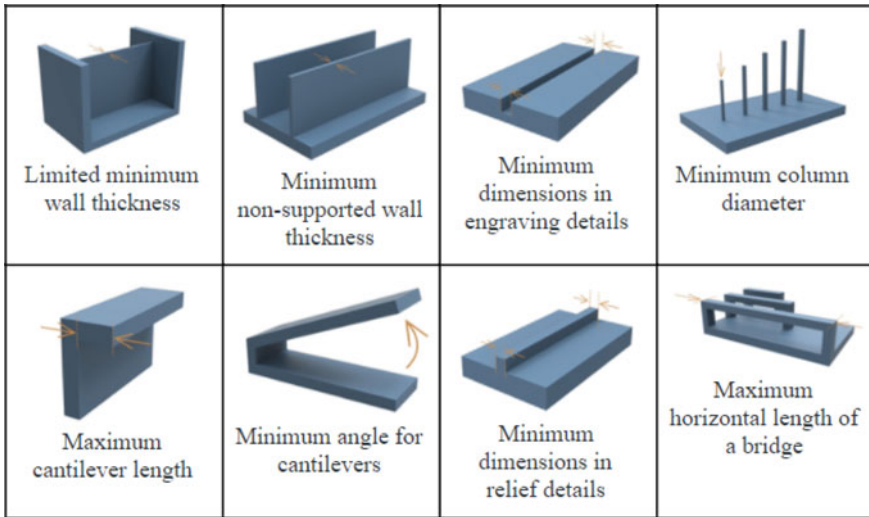 Limited minimum
wall thickness
Minimum
non-supported wall
thickness
Minimum
dimensions in
engraving details
Minimum column
diameter
Maximum
cantilever length
Minimum angle for
cantilevers
Minimum
dimensions in
relief details
Maximum
horizontal length of
a bridge